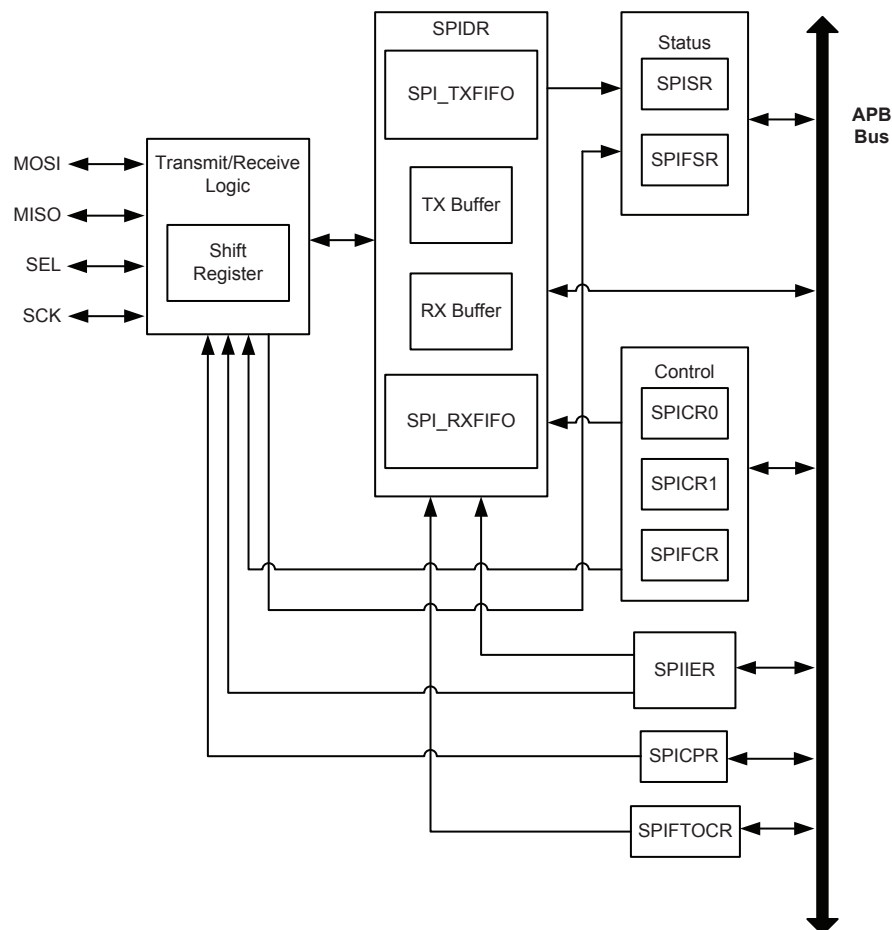 MOSI
MISO
SEL
SCK
Transmit/Receive
Logic
Shift
Register
SPIDR
SPI_TXFIFO
TX Buffer
RX Buffer
SPI_RXFIFO
Status
SPISR
SPIFSR
Control
SPICR0
SPICR1
SPIFCR
SPIIER
SPICPR
SPIFTOCR
APB
Bus